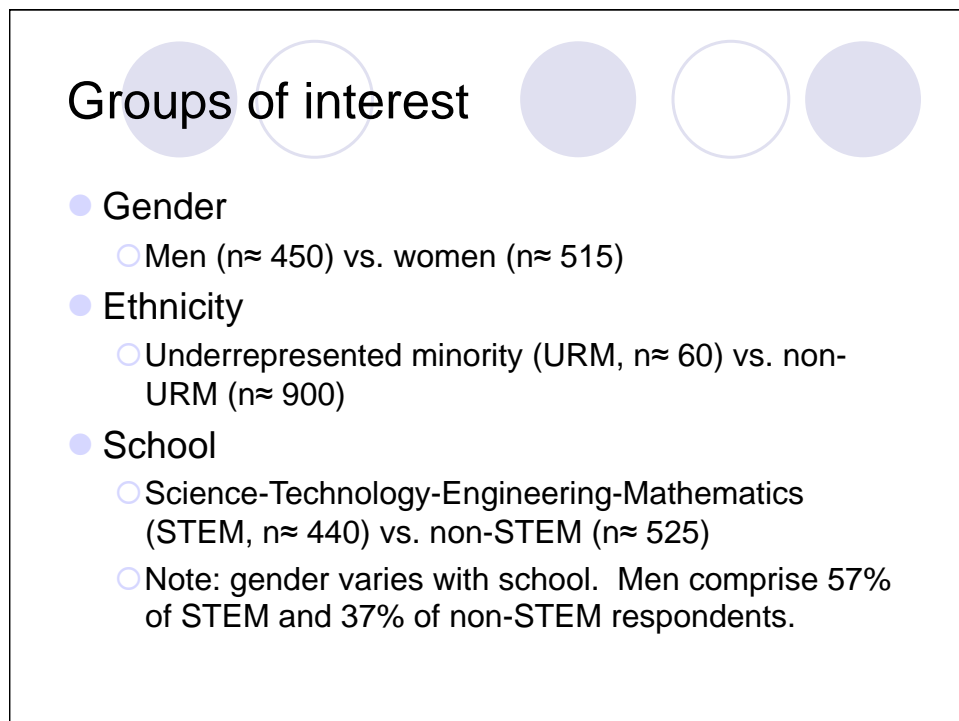 Groups of interest
Gender
Men (n≈ 450) vs. women (n≈ 515)
Ethnicity
Underrepresented minority (URM, n≈ 60) vs. non-
URM (n≈ 900)
School
Science-Technology-Engineering-Mathematics
(STEM, n≈ 440) vs. non-STEM (n≈ 525)
Note: gender varies with school.  Men comprise 57%
of STEM and 37% of non-STEM respondents.